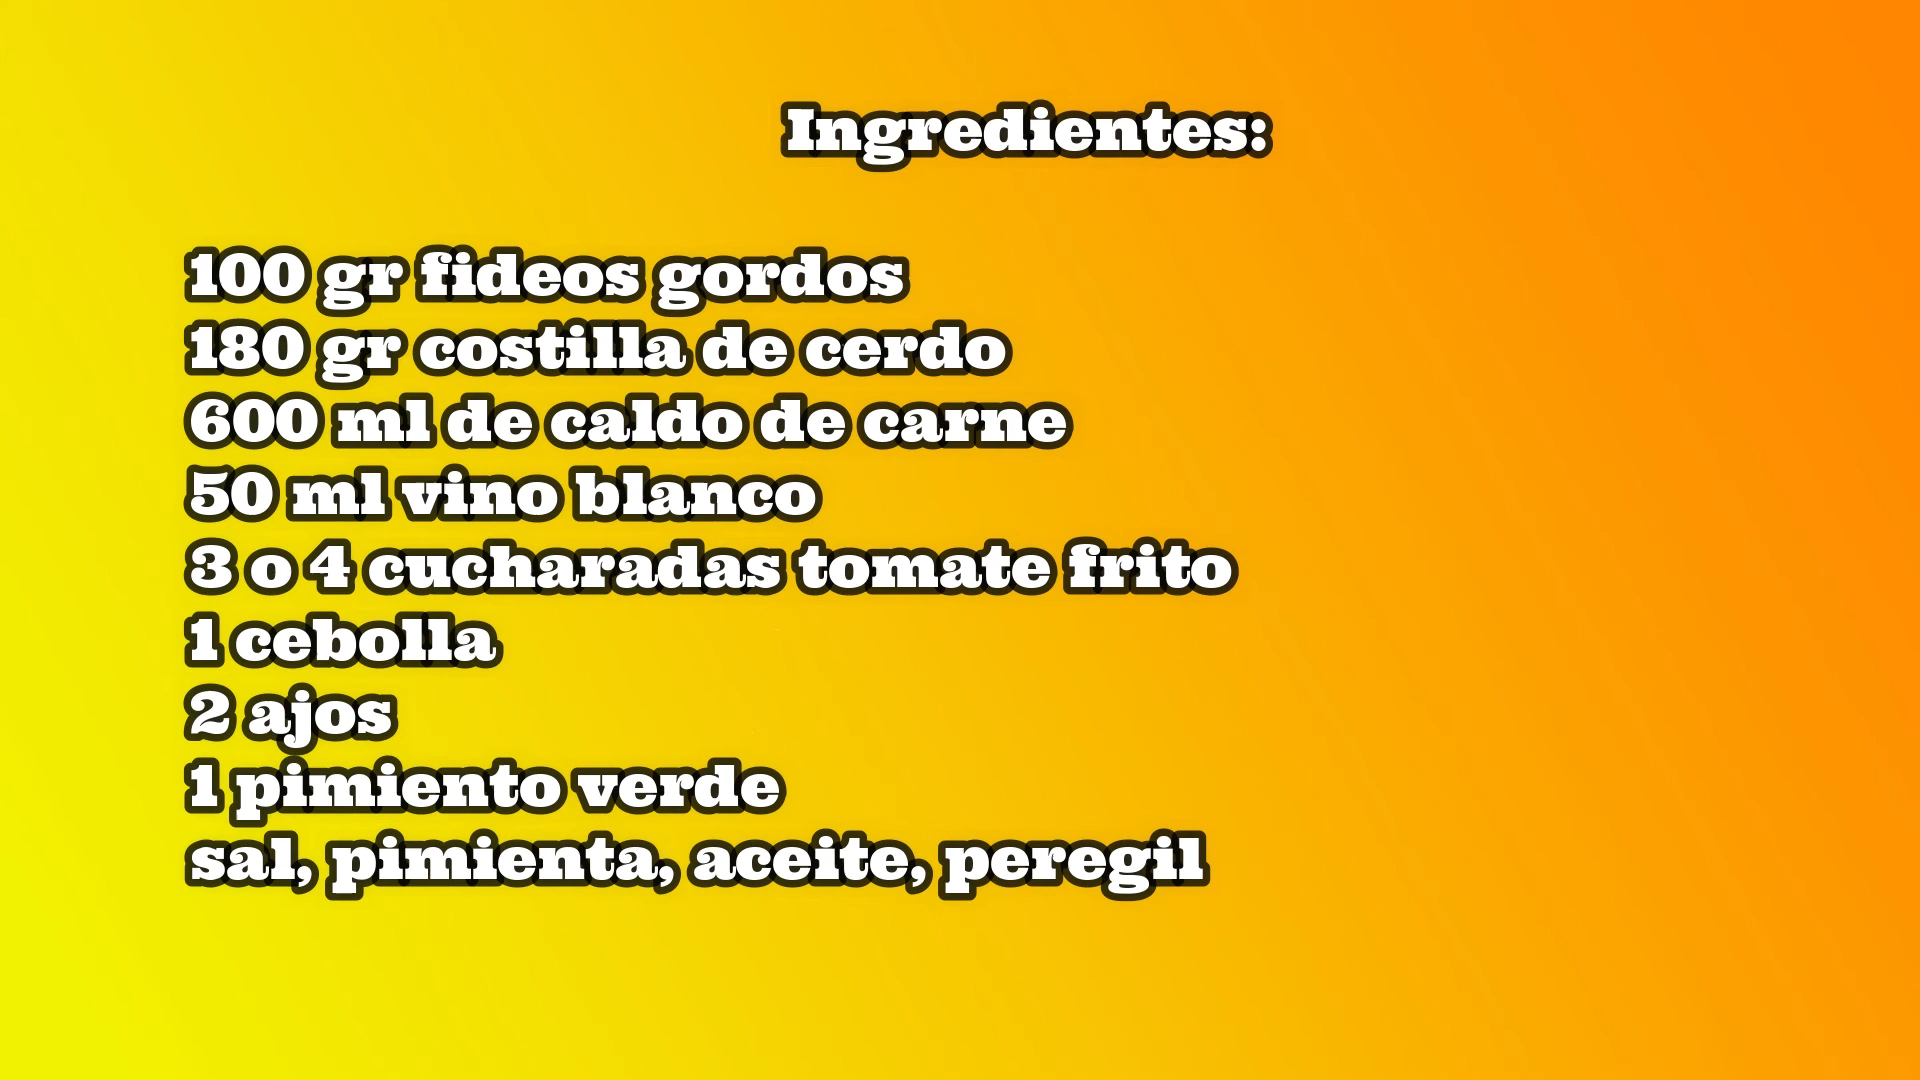 Ingredientes:
100 gr fideos gordos
180 gr costilla de cerdo
600 ml de caldo de carne
50 ml vino blanco
3 o 4 cucharadas tomate frito
1 cebolla
2 ajos
1 pimiento verde
sal, pimienta, aceite, peregil